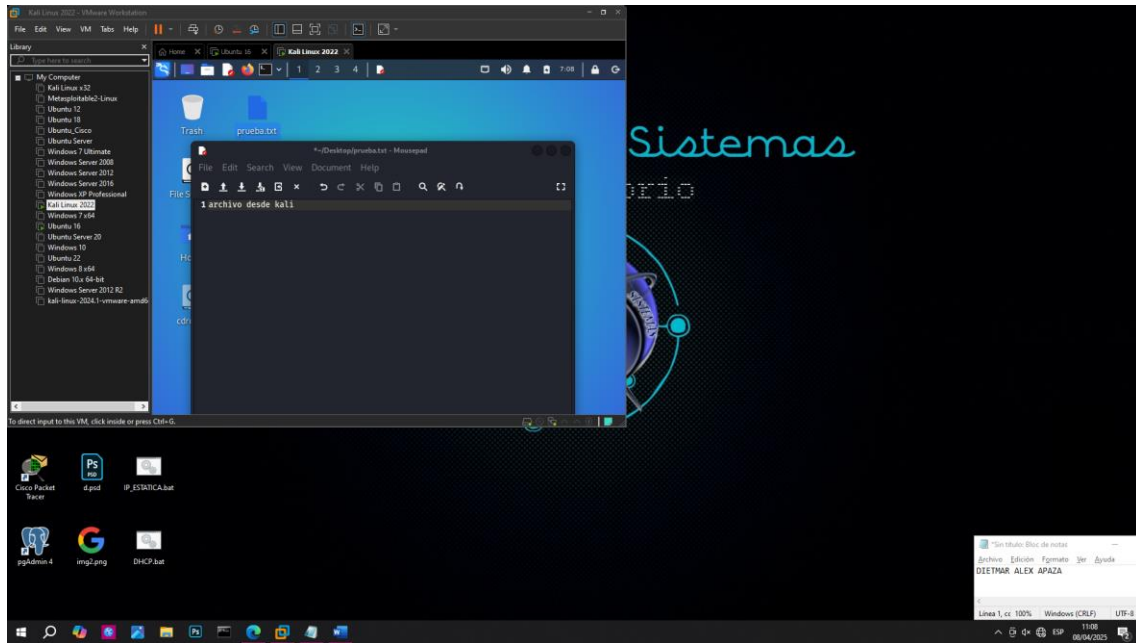 Kali Linux 2022 - VMware Workstation
File Edit View VM Tabs Help
Library
Type here to search
My Computer
Kali Linux x32
Metasploitable2-Linux
Ubuntu 12
Ubuntu 18
Ubuntu_Cisco
Ubuntu Server
Windows 7 Ultimate
Windows Server 2008
Windows Server 2012
Windows Server 2016
Windows XP Professional
Kali Linux 2022
Windows 7 x64
Ubuntu 16
Ubuntu Server 20
Windows 10
Ubuntu 22
Windows 8 x64
Debian 10.x 64-bit
Windows Server 2012 R2
kali-linux-2024.1-vmware-amd6
Home Ubuntu 16 Kali Linux 2022
1 2 3 4 7:08
Trash prueba.txt
File S
Ho
cdr
*~/Desktop/prueba.txt - Mousepad
File Edit Search View Document Help
1 archivo desde kali
To direct input to this VM, click inside or press Ctrl+G.
Sistemas
orio
SISTEMAS
Cisco Packet
Tracer
Ps
PSD
d.psd
IP_ESTATICA.bat
pgAdmin 4
img2.png
DHCP.bat
*Sin título: Bloc de notas
Archivo Edición Formato Ver Ayuda
DIETMAR ALEX APAZA
Línea 1, cc 100% Windows (CRLF) UTF-8
ESP
11:08
08/04/2025